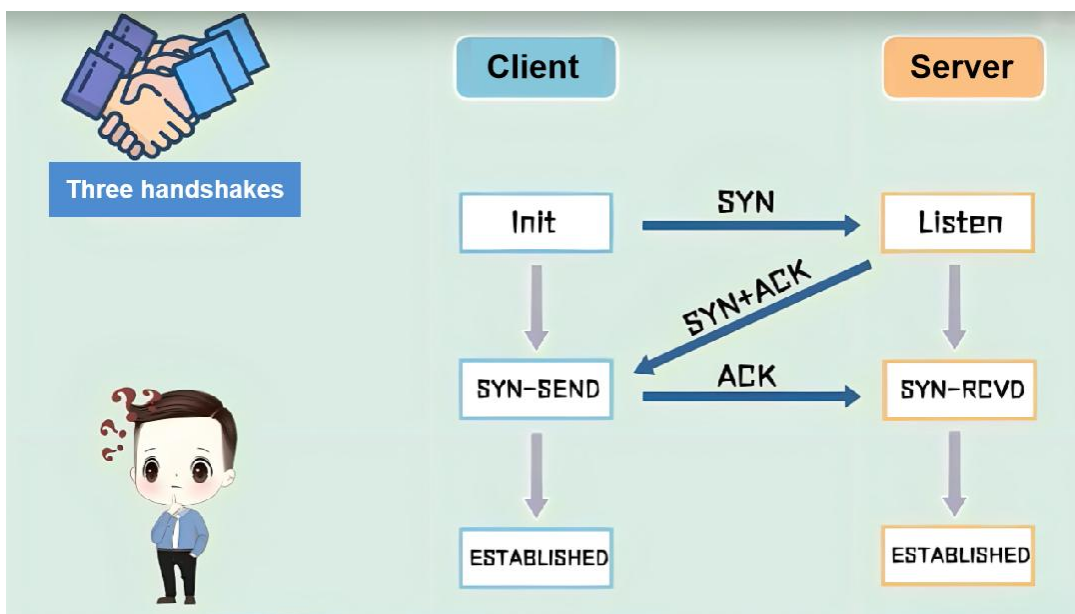 Client
Server
Three handshakes
Init
SYN
Listen
SYN+ACK
SYN-SEND
ACK
SYN-RCVD
ESTABLISHED
ESTABLISHED